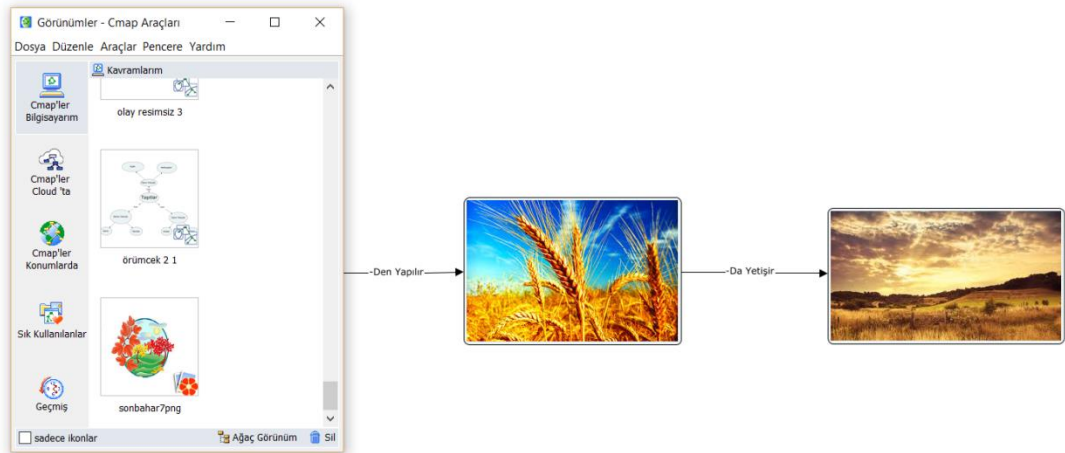 Görünümler - Cmap Araçları
Dosya Düzenle Araçlar Pencere Yardım
Kavramlarım
Cmap'ler
Bilgisayarım
Cmap'ler
Cloud 'ta
Cmap'ler
Konumlarda
Sık Kullanılanlar
Geçmiş
olay resimsiz 3
Yapılar
örümcek 2 1
sonbahar7png
sadece ikonlar
Ağaç Görünüm
Sil
-Den Yapılır
-Da Yetişir